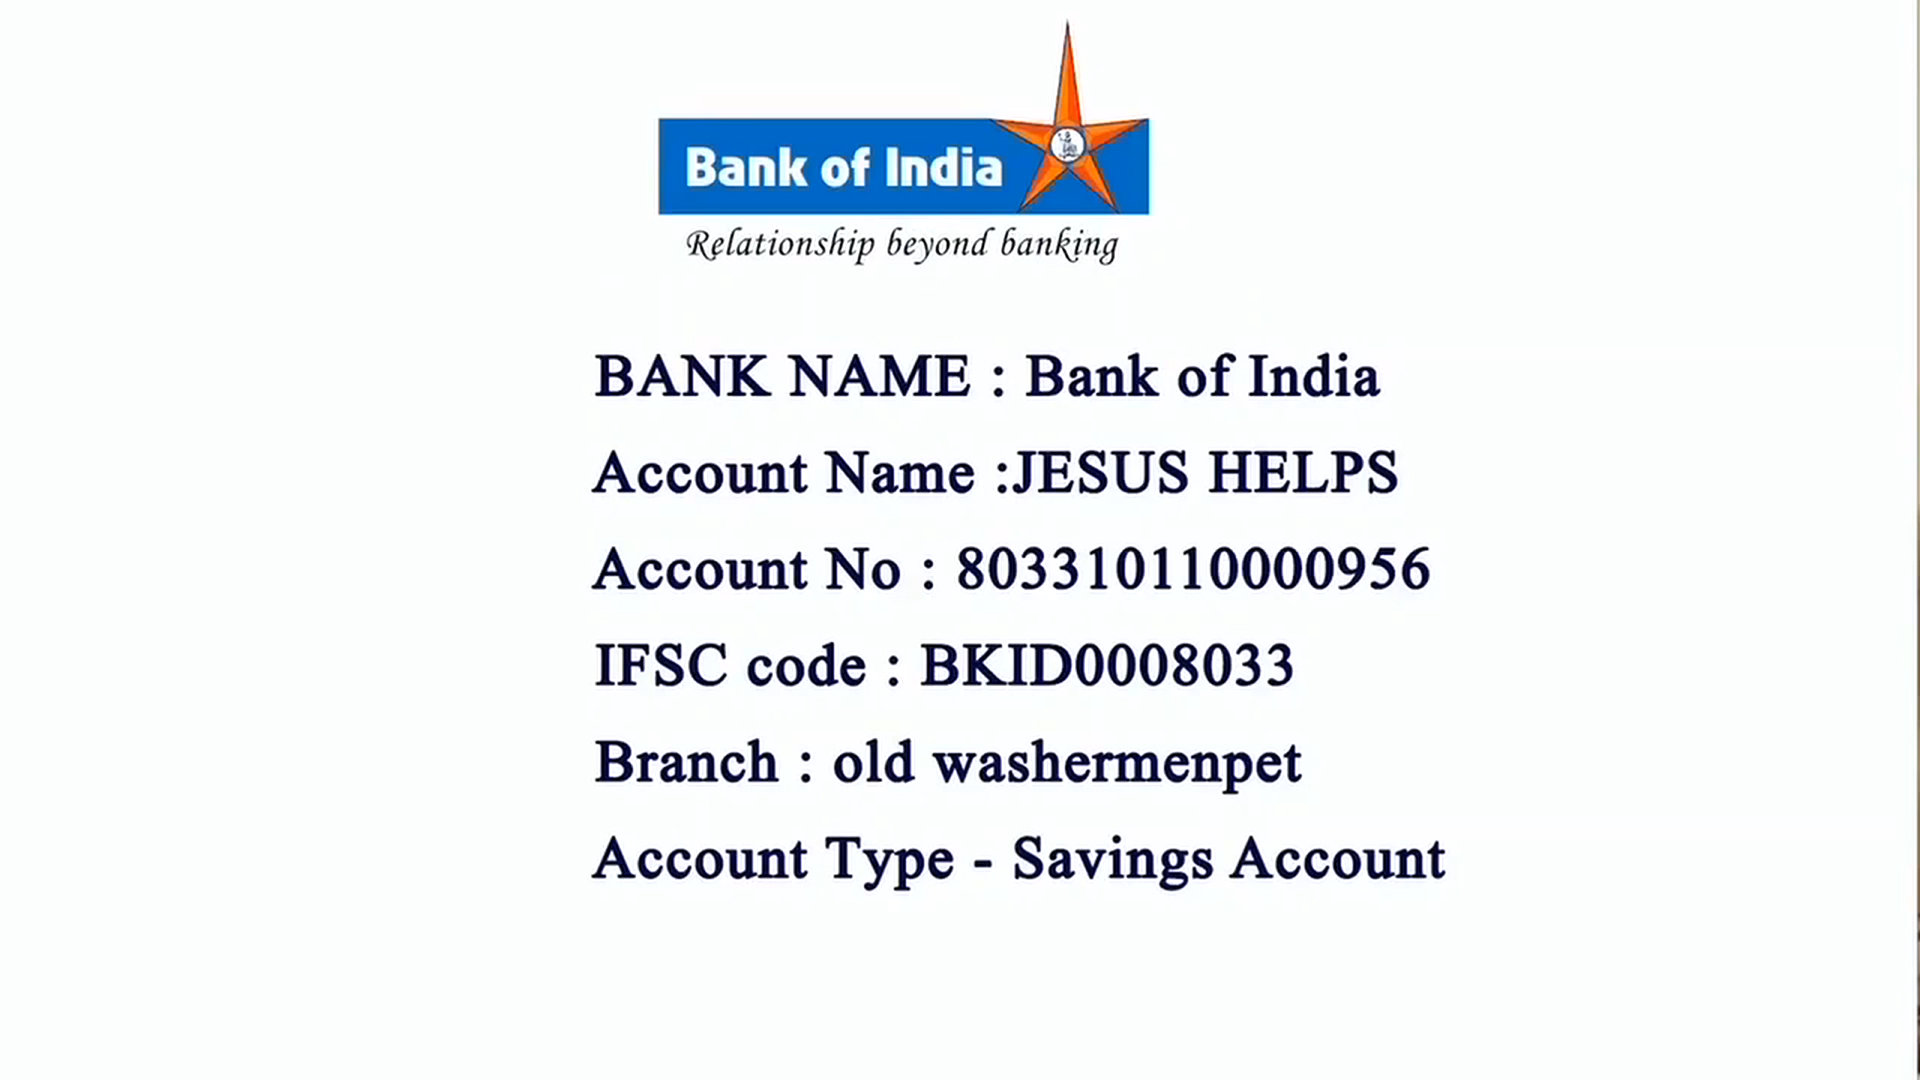 Bank of India
Relationship beyond banking
BANK NAME : Bank of India
Account Name :JESUS HELPS
Account No : 803310110000956
IFSC code : BKID0008033
Branch : old washermenpet
Account Type - Savings Account